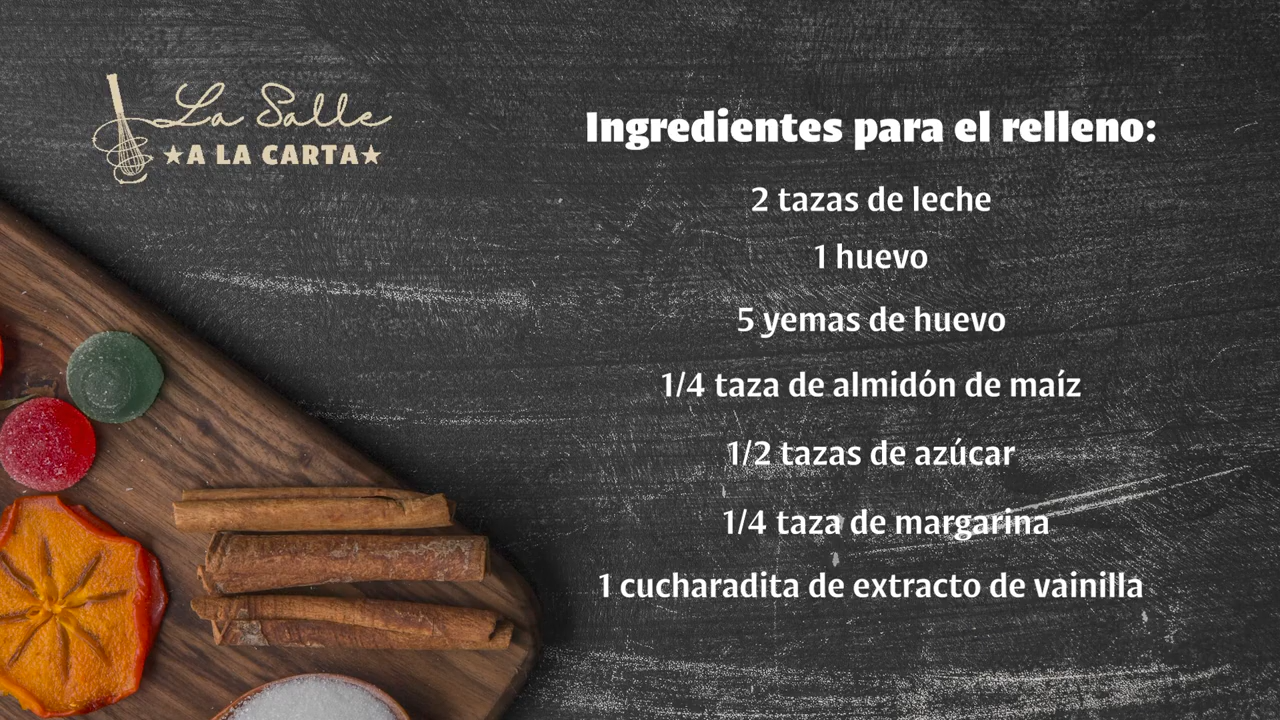 La Salle
★A LA CARTA★
Ingredientes para el relleno:
2 tazas de leche
1 huevo
5 yemas de huevo
1/4 taza de almidón de maíz
1/2 tazas de azúcar
1/4 taza de margarina
1 cucharadita de extracto de vainilla